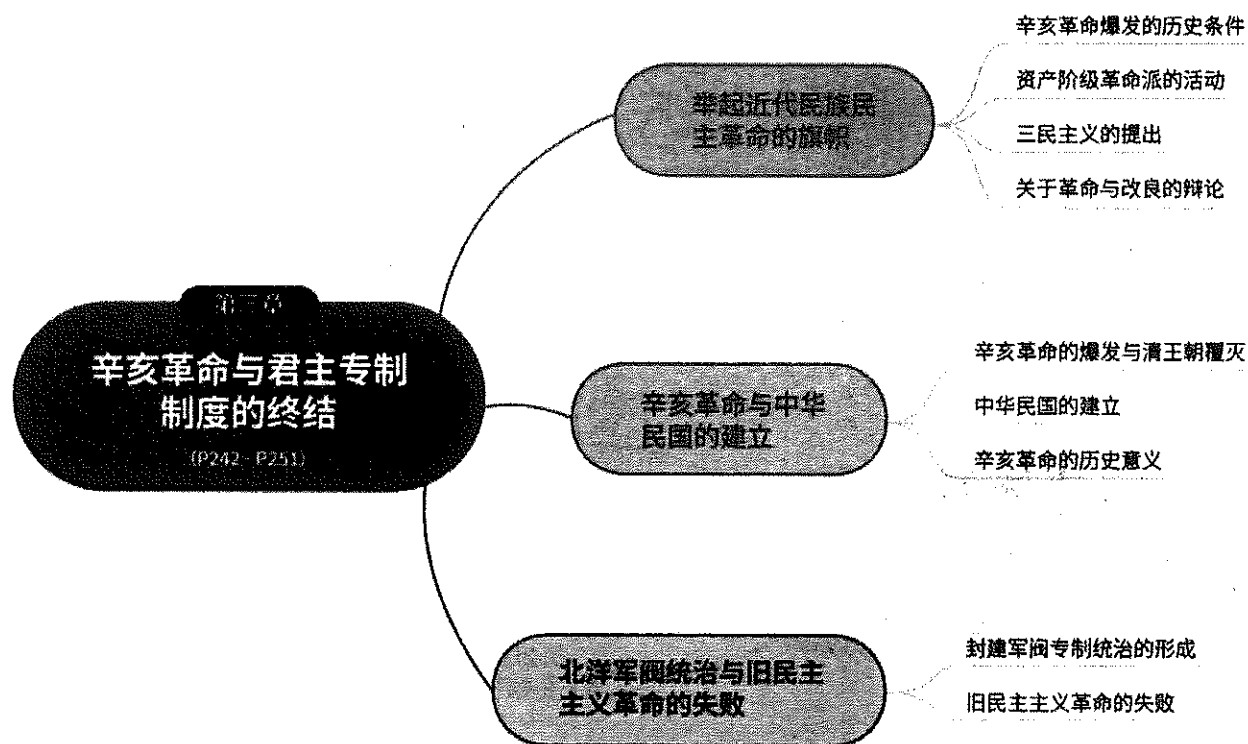 第三章
辛亥革命与君主专制
制度的终结
(P242- P251)
举起近代民族民
主革命的旗帜
辛亥革命爆发的历史条件
资产阶级革命派的活动
三民主义的提出
关于革命与改良的辩论
辛亥革命与中华
民国的建立
辛亥革命的爆发与清王朝覆灭
中华民国的建立
辛亥革命的历史意义
北洋军阀统治与旧民主
主义革命的失败
封建军阀专制统治的形成
旧民主主义革命的失败